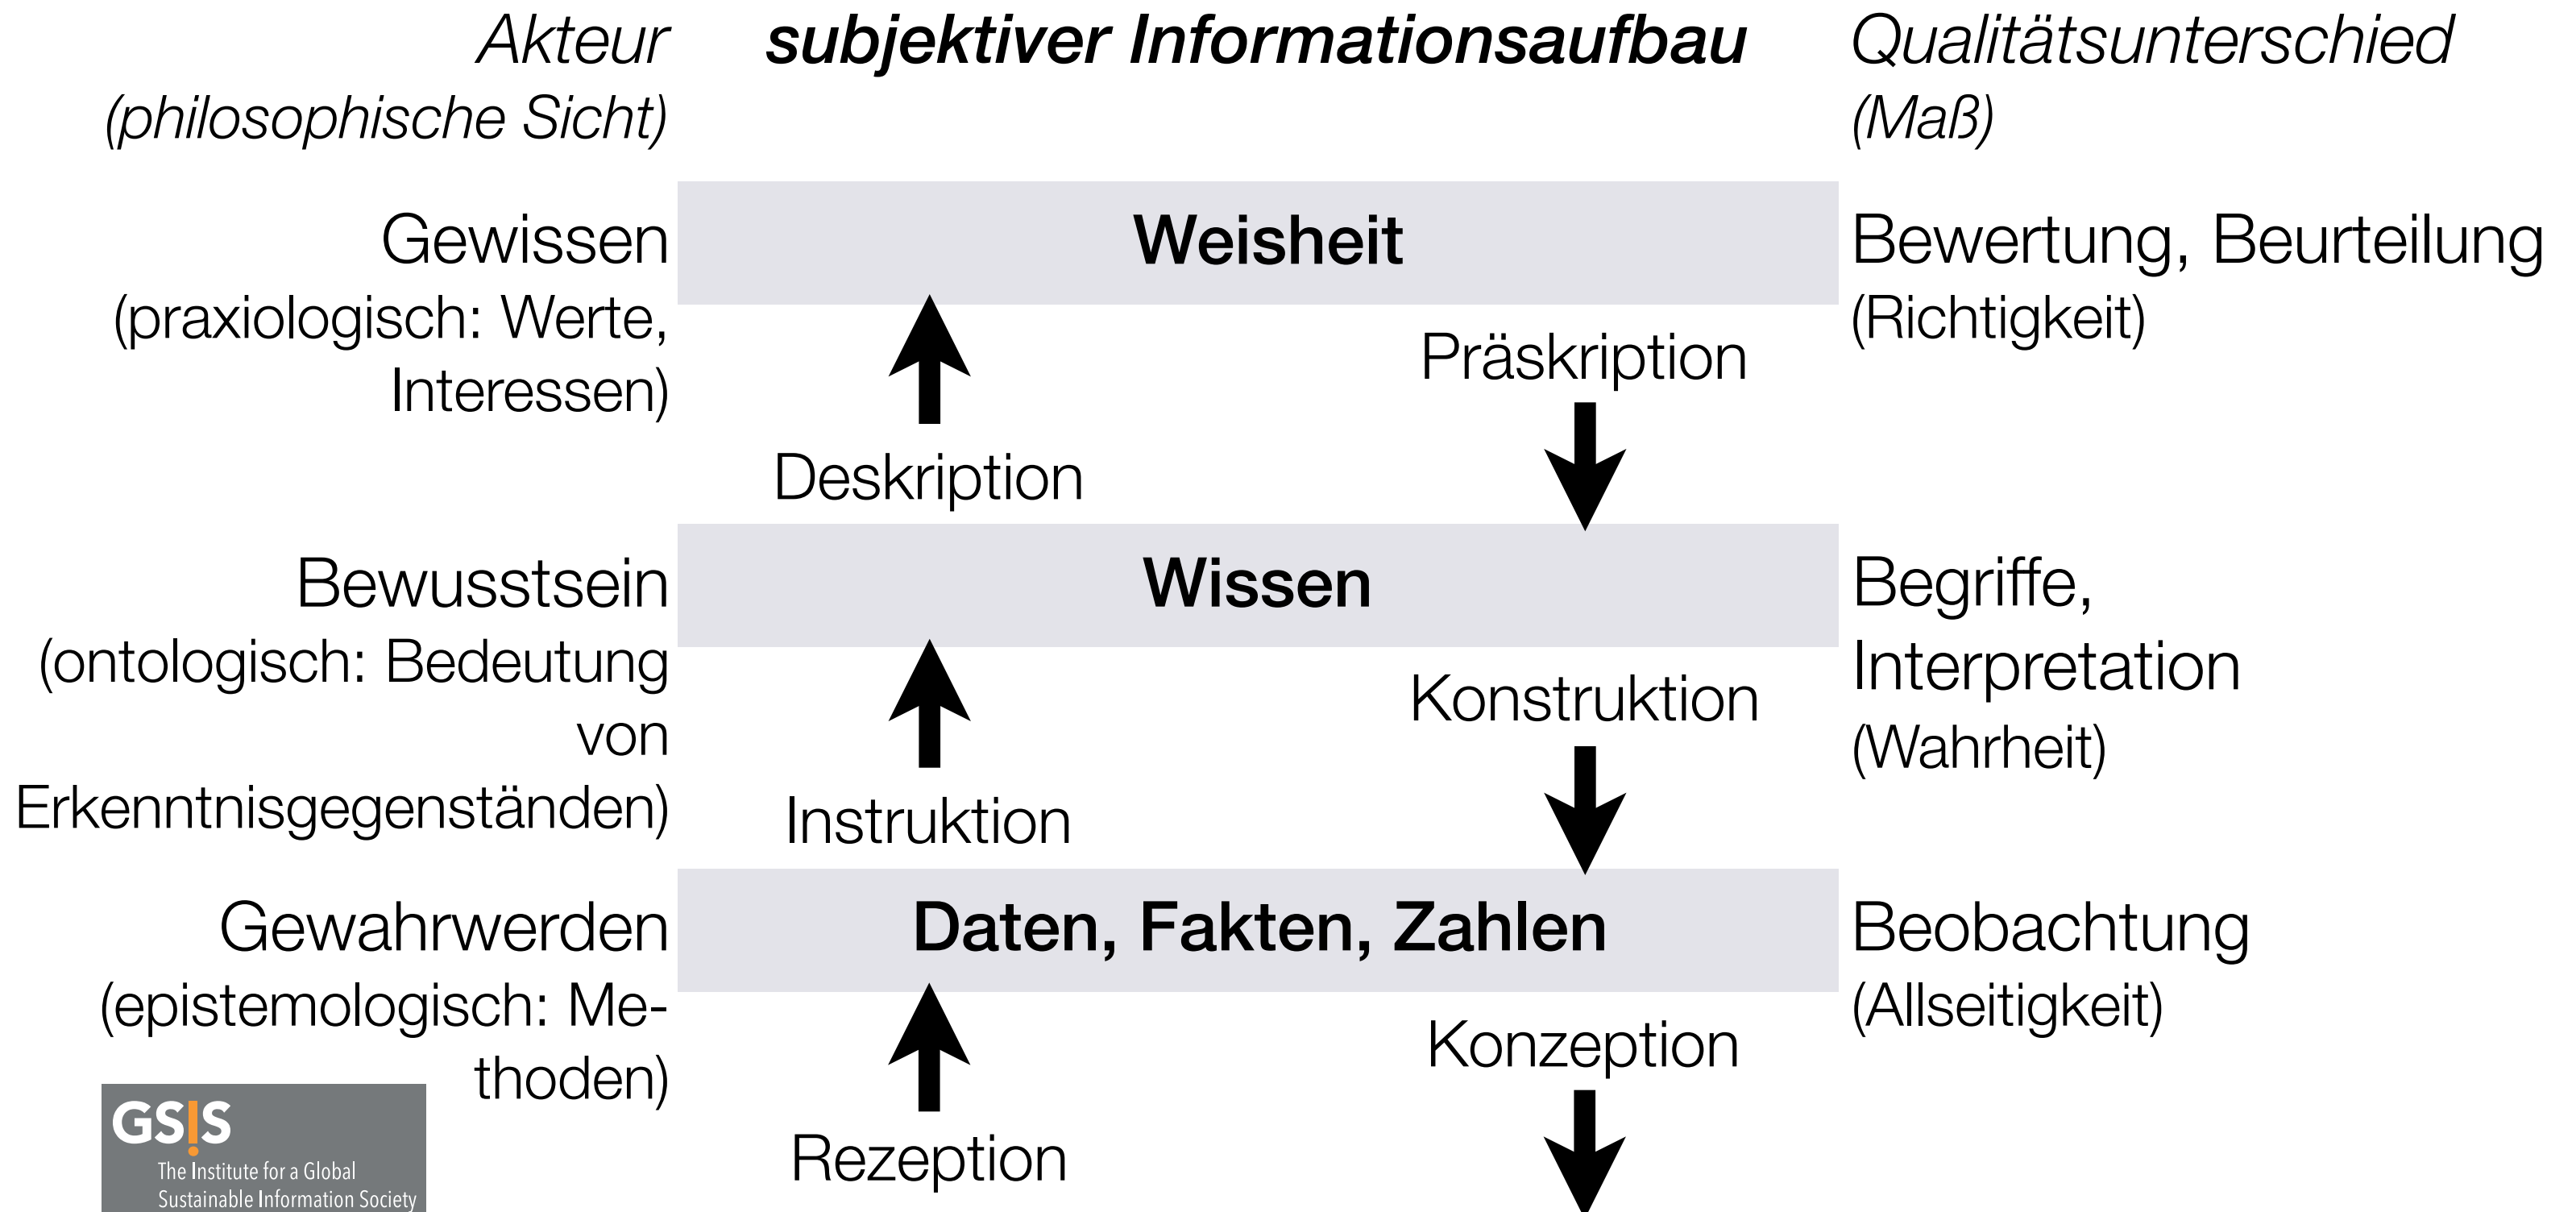 Akteur
(philosophische Sicht)
subjektiver Informationsaufbau
Qualitätsunterschied
(Maß)
Gewissen
(praxiologisch: Werte,
Interessen)
Weisheit
Bewertung, Beurteilung
(Richtigkeit)
Präskription
Deskription
Bewusstsein
(ontologisch: Bedeutung
von
Erkenntnisgegenständen)
Wissen
Begriffe,
Interpretation
(Wahrheit)
Konstruktion
Instruktion
Gewahrwerden
(epistemologisch: Me-
thoden)
Daten, Fakten, Zahlen
Beobachtung
(Allseitigkeit)
Konzeption
Rezeption
GSIS
The Institute for a Global
Sustainable Information Society